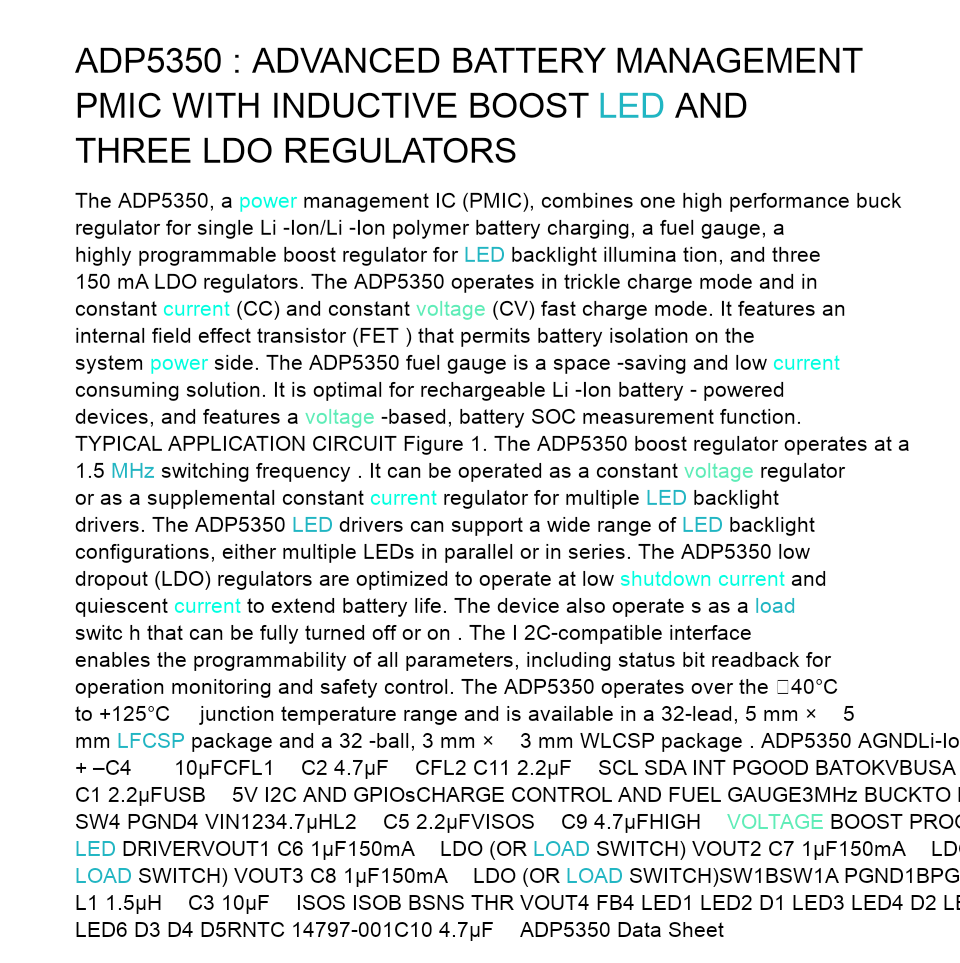 ADP5350 : ADVANCED BATTERY MANAGEMENT
PMIC WITH INDUCTIVE BOOST LED AND
THREE LDO REGULATORS
The ADP5350, a power management IC (PMIC), combines one high performance buck
regulator for single Li -Ion/Li -Ion polymer battery charging, a fuel gauge, a
highly programmable boost regulator for LED backlight illumina tion, and three
150 mA LDO regulators. The ADP5350 operates in trickle charge mode and in
constant current (CC) and constant voltage (CV) fast charge mode. It features an
internal field effect transistor (FET ) that permits battery isolation on the
system power side. The ADP5350 fuel gauge is a space -saving and low current
consuming solution. It is optimal for rechargeable Li -Ion battery - powered
devices, and features a voltage -based, battery SOC measurement function.
TYPICAL APPLICATION CIRCUIT Figure 1. The ADP5350 boost regulator operates at a
1.5 MHz switching frequency . It can be operated as a constant voltage regulator
or as a supplemental constant current regulator for multiple LED backlight
drivers. The ADP5350 LED drivers can support a wide range of LED backlight
configurations, either multiple LEDs in parallel or in series. The ADP5350 low
dropout (LDO) regulators are optimized to operate at low shutdown current and
quiescent current to extend battery life. The device also operate s as a load
switc h that can be fully turned off or on . The I 2C-compatible interface
enables the programmability of all parameters, including status bit readback for
operation monitoring and safety control. The ADP5350 operates over the □40°C
to +125°C junction temperature range and is available in a 32-lead, 5 mm × 5
mm LFCSP package and a 32 -ball, 3 mm × 3 mm WLCSP package . ADP5350 AGNDLi-Io
+ –C4 10μFCFL1 C2 4.7μF CFL2 C11 2.2μF SCL SDA INT PGOOD BATOKVBUSA
C1 2.2μFUSB 5V I2C AND GPIOsCHARGE CONTROL AND FUEL GAUGE3MHz BUCKTO
SW4 PGND4 VIN1234.7μHL2 C5 2.2μFVISOS C9 4.7μFHIGH VOLTAGE BOOST PROG
LED DRIVERVOUT1 C6 1μF150mA LDO (OR LOAD SWITCH) VOUT2 C7 1μF150mA LDO
LOAD SWITCH) VOUT3 C8 1μF150mA LDO (OR LOAD SWITCH)SW1BSW1A PGND1BPG
L1 1.5μH C3 10μF ISOS ISOB BSNS THR VOUT4 FB4 LED1 LED2 D1 LED3 LED4 D2 LE
LED6 D3 D4 D5RNTC 14797-001C10 4.7μF ADP5350 Data Sheet